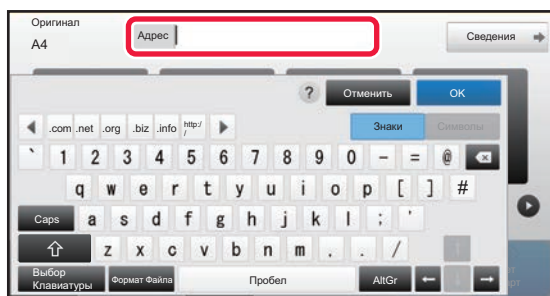 Оригинал
A4
Адрес
Сведения
? Отменить OK
.com .net .org .biz .info http:/
/
Знаки Символы
` 1 2 3 4 5 6 7 8 9 0 - = @
q w e r t y u i o p [ ] #
Caps a s d f g h j k l ; '
z x c v b n m , . /
Выбор
Клавиатуры
Формат Файла
Пробел
AltGr